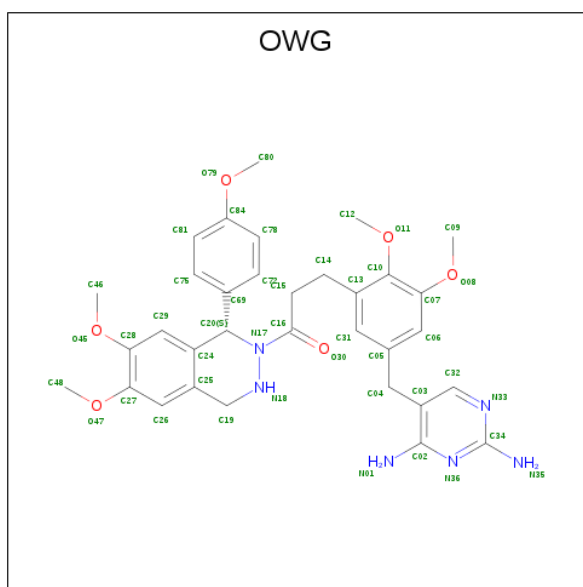 OWG
C80
O79
C84
C81
C78
C75
C72
C69
C12
O11
C09
C14
C13
C10
O08
C15
C07
C46
C29
C20(S)
C16
C31
C06
O45
C28
C24
N17
O30
C05
C32
C48
C27
C25
NH
N18
C04
C03
N33
O47
C26
C19
C34
H₂N
C02
N
NH₂
N01
N36
N35